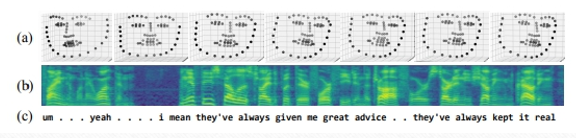 (a)
(b)
(c) um . . . yeah . . . . . i mean they've always given me great advice . . they've always kept it real